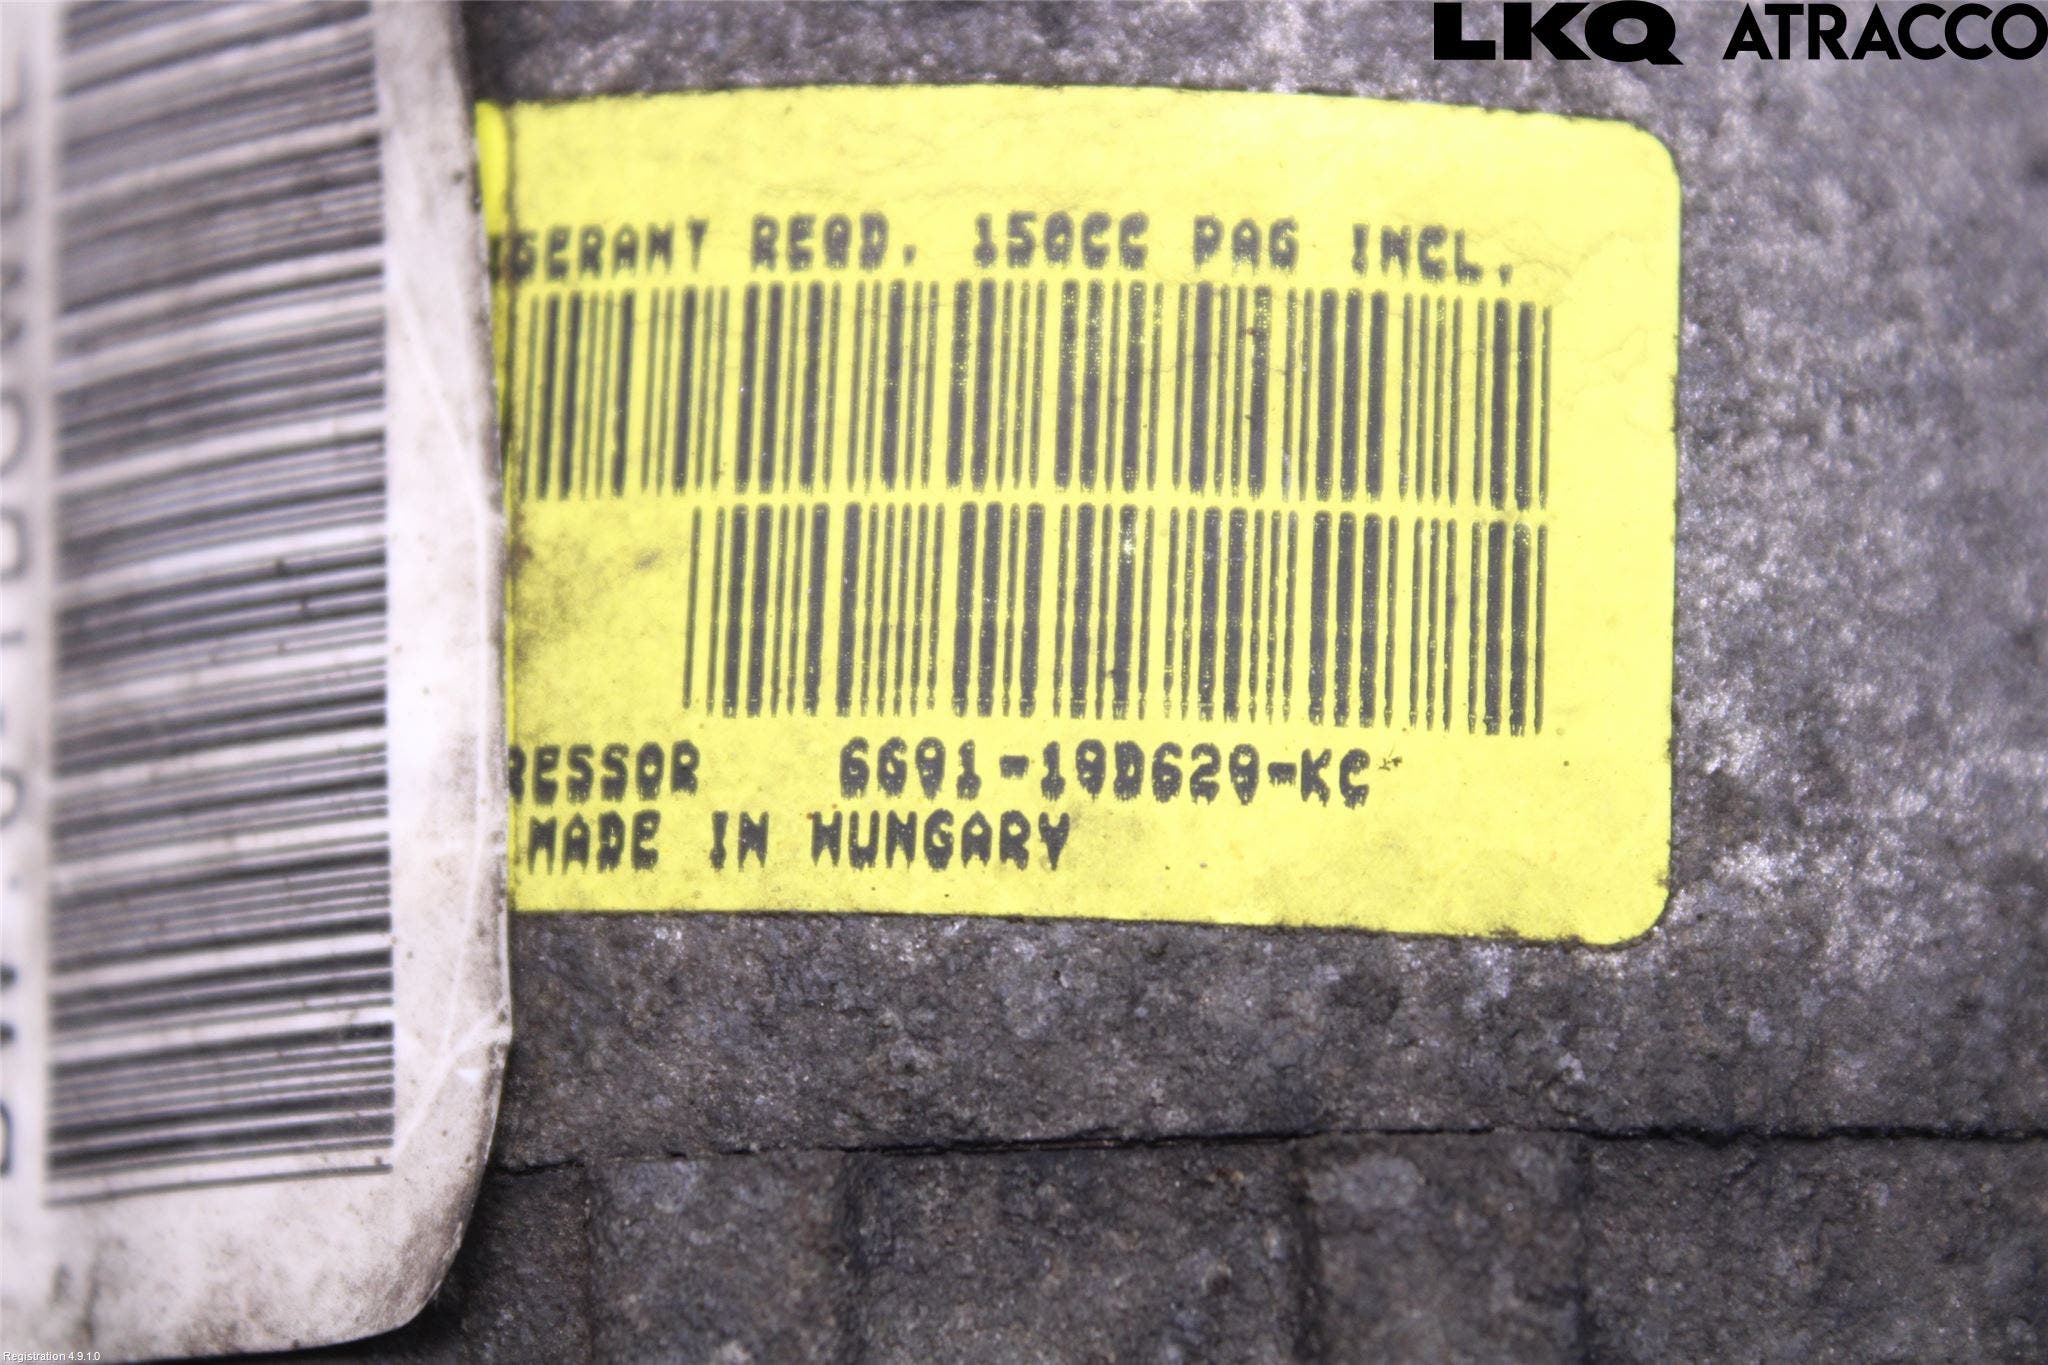 LKQ ATRACCO
IGERANT REQD. 150CC PAG INCL.
RESSOR 6G91-19D629-KC
MADE IN HUNGARY
Registration 4.9.1.0